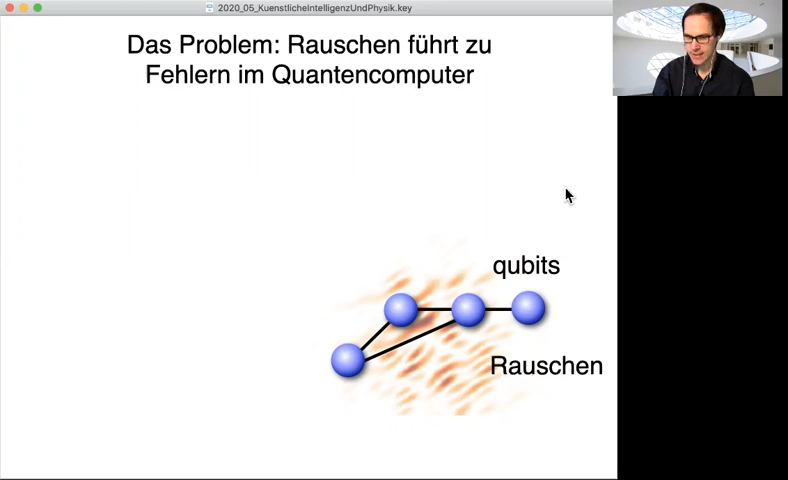 2020_05_KuenstlicheIntelligenzUndPhysik.key
Das Problem: Rauschen führt zu
Fehlern im Quantencomputer
qubits
Rauschen